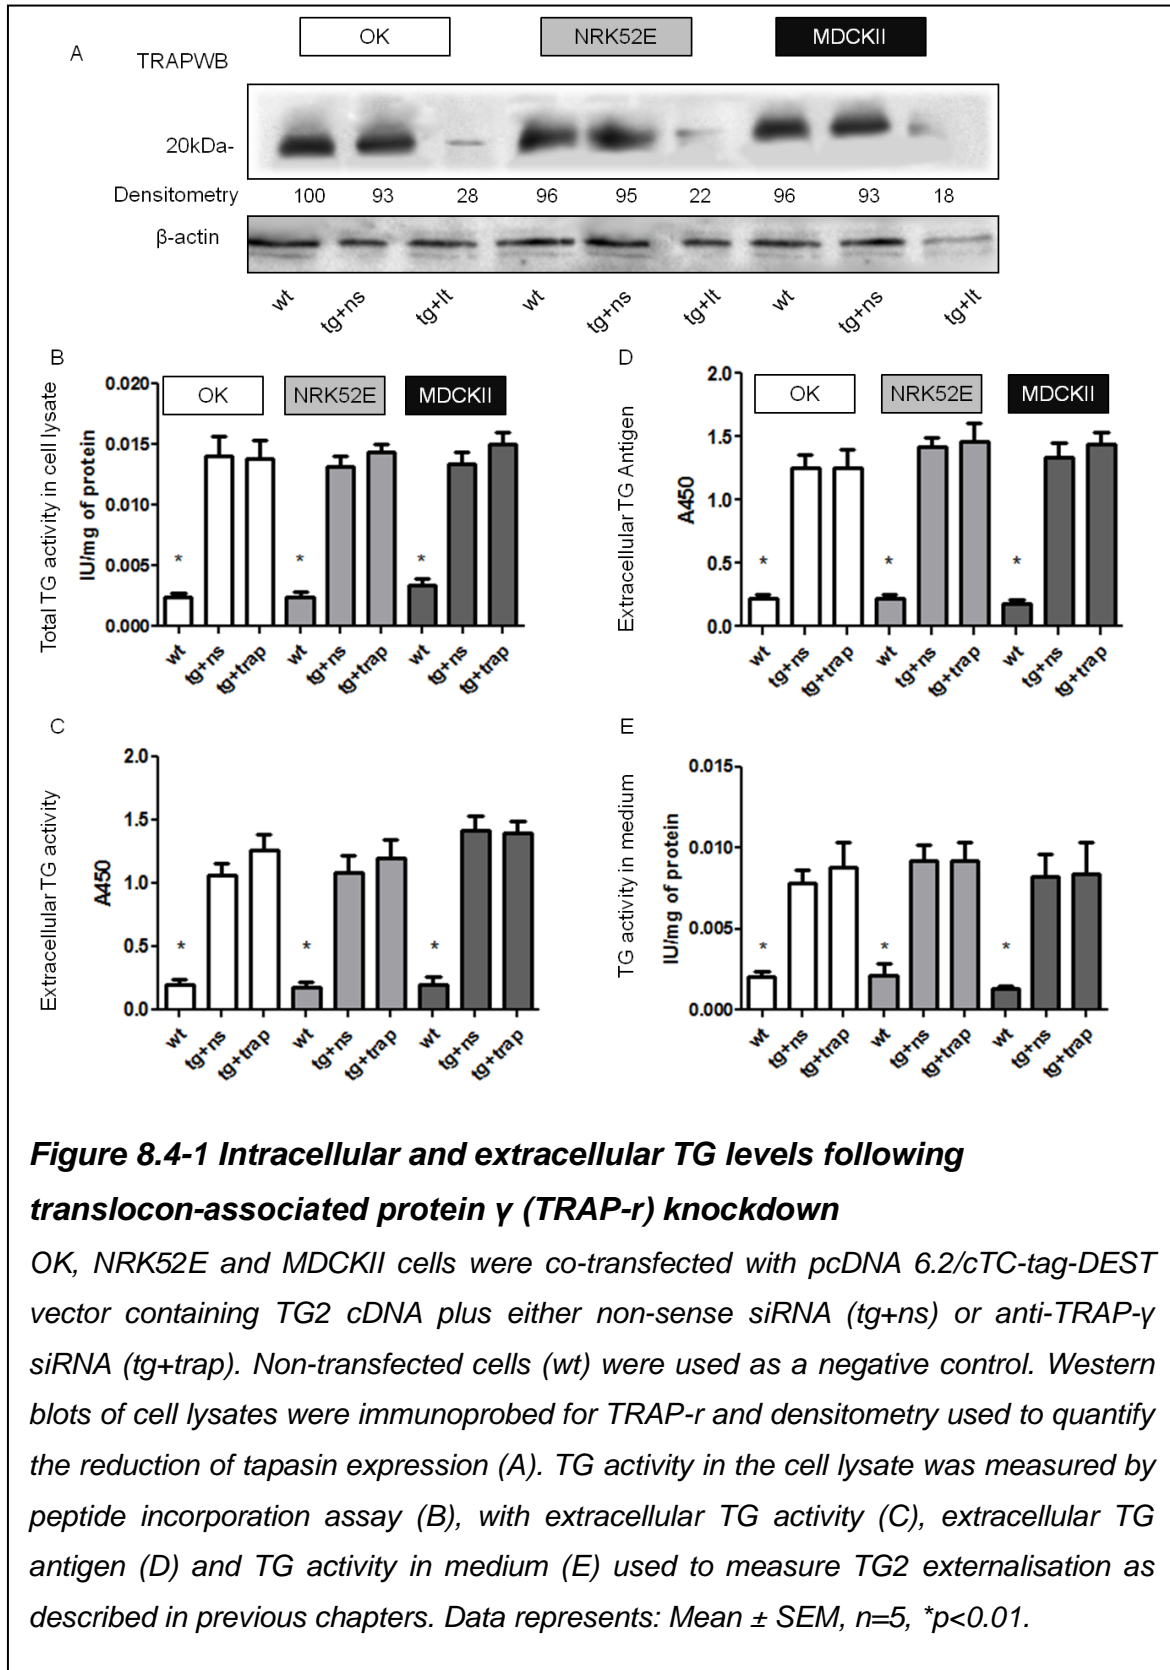 A
TRAPWB
OK
NRK52E
MDCKII
20kDa-
Densitometry
100 93 28 96 95 22 96 93 18
β-actin
wt tg+ns tg+lt wt tg+ns tg+lt wt tg+ns tg+lt
B
Total TG activity in cell lysate
IU/mg of protein
0.020
0.015
0.010
0.005
0.000
OK
NRK52E
MDCKII
* * *
wt tg+ns tg+trap wt tg+ns tg+trap wt tg+ns tg+trap
D
Extracellular TG Antigen
A450
2.0
1.5
1.0
0.5
0.0
OK
NRK52E
MDCKII
* * *
wt tg+ns tg+trap wt tg+ns tg+trap wt tg+ns tg+trap
C
Extracellular TG activity
A450
2.0
1.5
1.0
0.5
0.0
* * *
wt tg+ns tg+trap wt tg+ns tg+trap wt tg+ns tg+trap
E
TG activity in medium
IU/mg of protein
0.015
0.010
0.005
0.000
* * *
wt tg+ns tg+trap wt tg+ns tg+trap wt tg+ns tg+trap
Figure 8.4-1 Intracellular and extracellular TG levels following
translocon-associated protein γ (TRAP-r) knockdown
OK, NRK52E and MDCKII cells were co-transfected with pcDNA 6.2/cTC-tag-DEST
vector containing TG2 cDNA plus either non-sense siRNA (tg+ns) or anti-TRAP-γ
siRNA (tg+trap). Non-transfected cells (wt) were used as a negative control. Western
blots of cell lysates were immunoprobed for TRAP-r and densitometry used to quantify
the reduction of tapasin expression (A). TG activity in the cell lysate was measured by
peptide incorporation assay (B), with extracellular TG activity (C), extracellular TG
antigen (D) and TG activity in medium (E) used to measure TG2 externalisation as
described in previous chapters. Data represents: Mean ± SEM, n=5, *p<0.01.